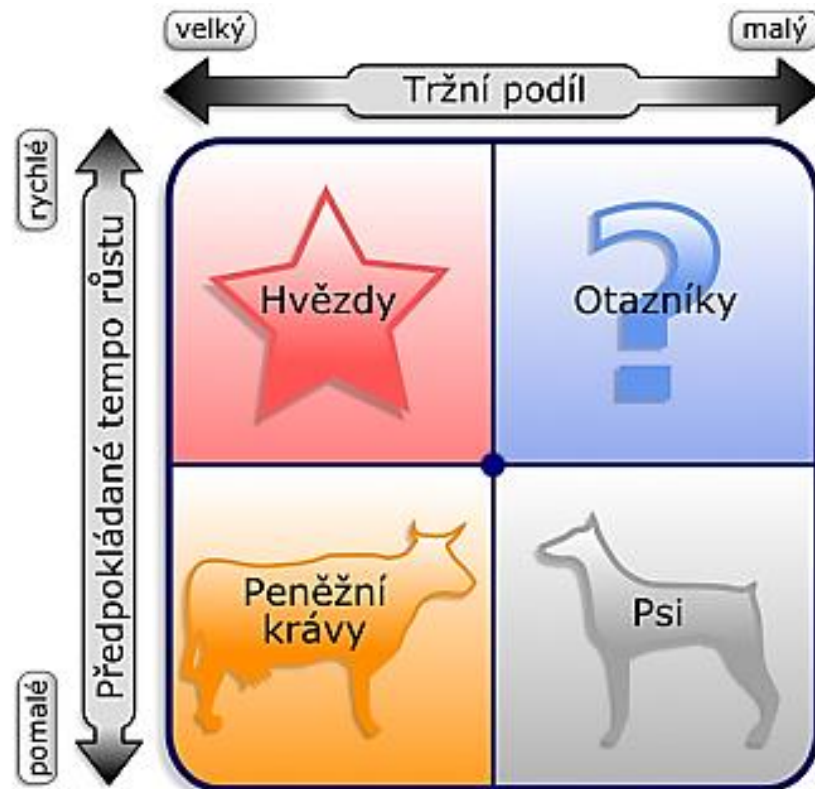 velký
malý
Tržní podíl
rychlé
Předpokládané tempo růstu
pomalé
Hvězdy
Otazníky
Peněžní
krávy
Psi